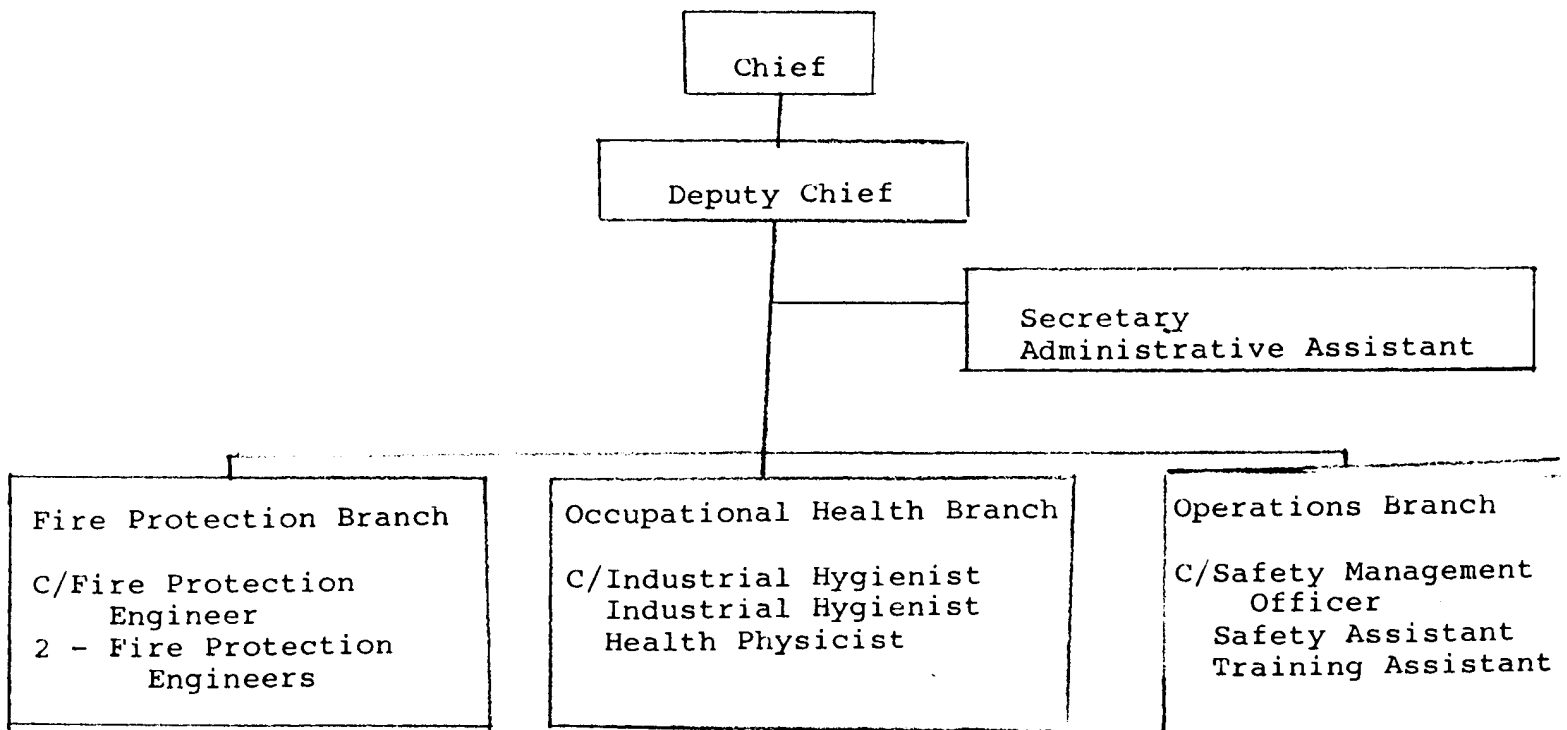 Chief
Deputy Chief
Secretary
Administrative Assistant
Fire Protection Branch
C/Fire Protection
Engineer
2 - Fire Protection
Engineers
Occupational Health Branch
C/Industrial Hygienist
Industrial Hygienist
Health Physicist
Operations Branch
C/Safety Management
Officer
Safety Assistant
Training Assistant